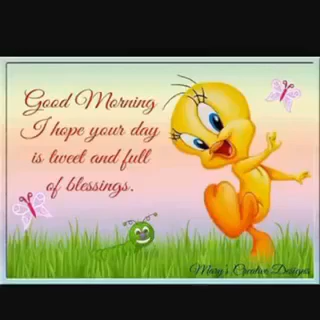 Good Morning
I hope your day
is tweet and full
of blessings.
Mary's Creative Designs